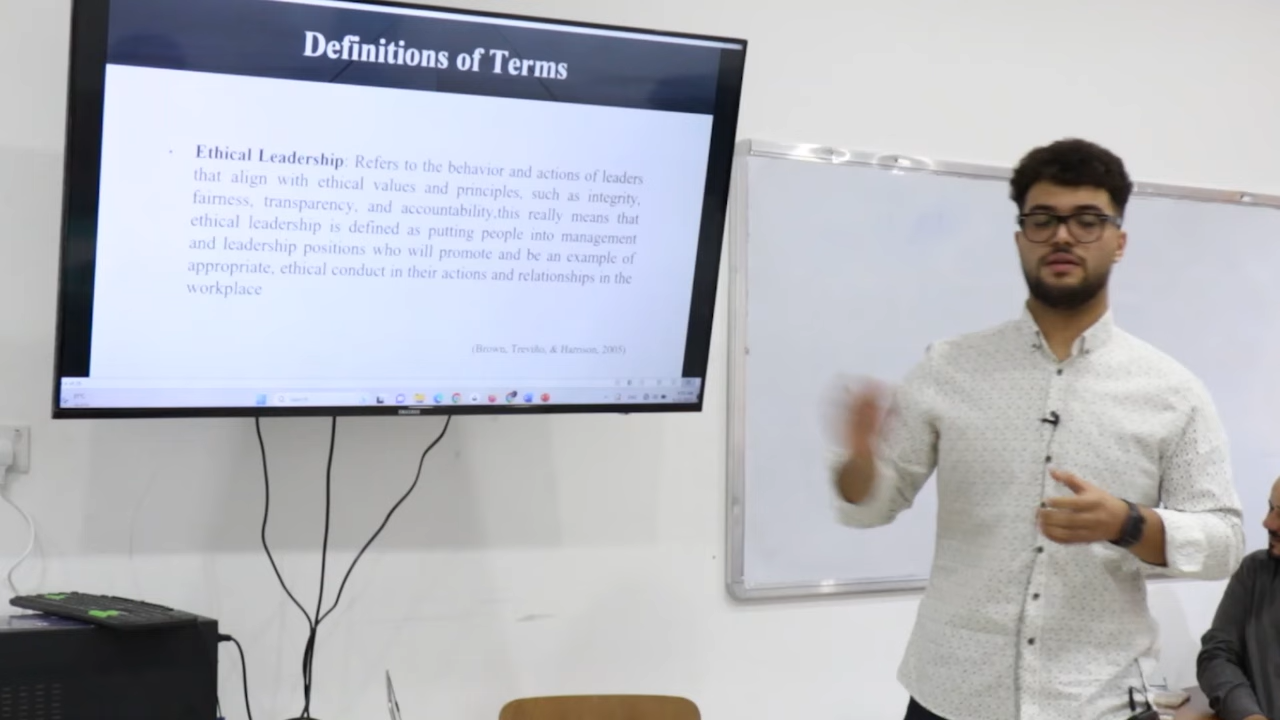 Definitions of Terms
Ethical Leadership: Refers to the behavior and actions of leaders
that align with ethical values and principles, such as integrity,
fairness, transparency, and accountability,this really means that
ethical leadership is defined as putting people into management
and leadership positions who will promote and be an example of
appropriate, ethical conduct in their actions and relationships in the
workplace
(Brown, Treviño, & Harrison, 2005)